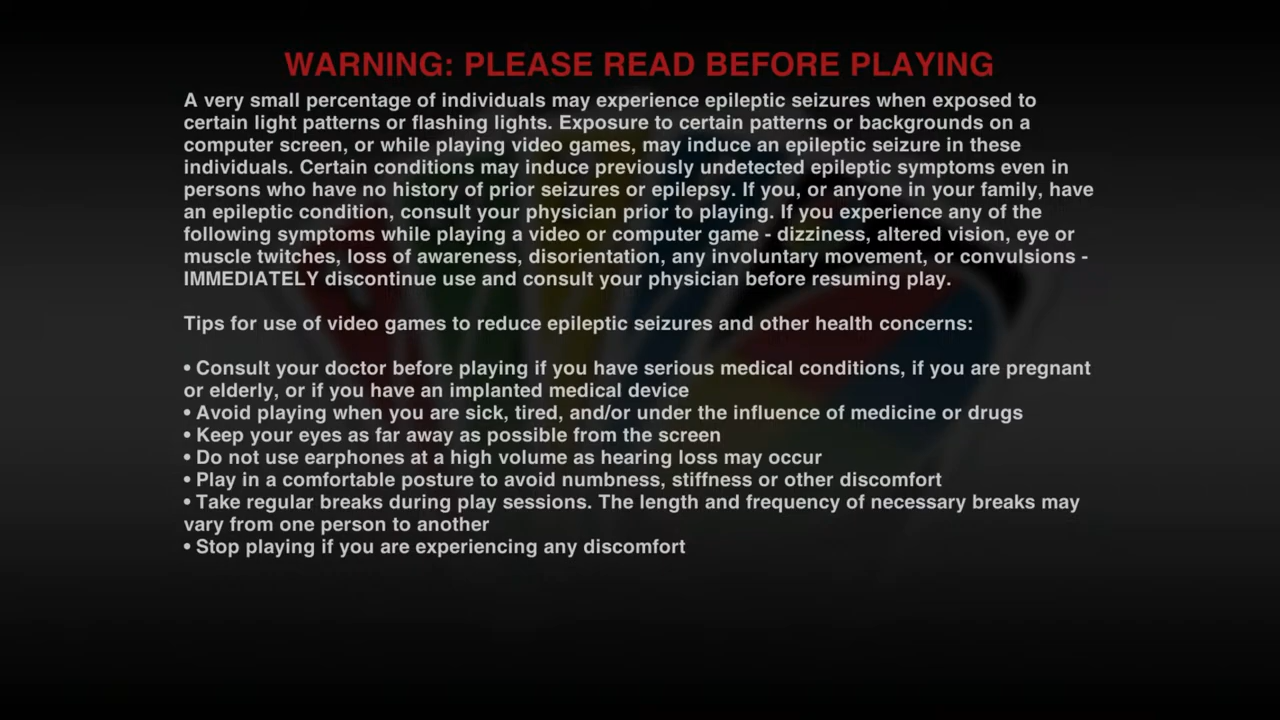 WARNING: PLEASE READ BEFORE PLAYING
A very small percentage of individuals may experience epileptic seizures when exposed to
certain light patterns or flashing lights. Exposure to certain patterns or backgrounds on a
computer screen, or while playing video games, may induce an epileptic seizure in these
individuals. Certain conditions may induce previously undetected epileptic symptoms even in
persons who have no history of prior seizures or epilepsy. If you, or anyone in your family, have
an epileptic condition, consult your physician prior to playing. If you experience any of the
following symptoms while playing a video or computer game - dizziness, altered vision, eye or
muscle twitches, loss of awareness, disorientation, any involuntary movement, or convulsions -
IMMEDIATELY discontinue use and consult your physician before resuming play.
Tips for use of video games to reduce epileptic seizures and other health concerns:
• Consult your doctor before playing if you have serious medical conditions, if you are pregnant
or elderly, or if you have an implanted medical device
• Avoid playing when you are sick, tired, and/or under the influence of medicine or drugs
• Keep your eyes as far away as possible from the screen
• Do not use earphones at a high volume as hearing loss may occur
• Play in a comfortable posture to avoid numbness, stiffness or other discomfort
• Take regular breaks during play sessions. The length and frequency of necessary breaks may
vary from one person to another
• Stop playing if you are experiencing any discomfort